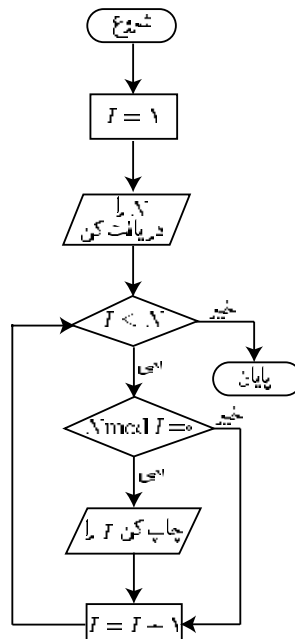 شروع
I = ۱
N را
دریافت کن
I < N
خیر
پایان
بلی
N mod I = ۰
خیر
بلی
I را چاپ کن
I = I + ۱